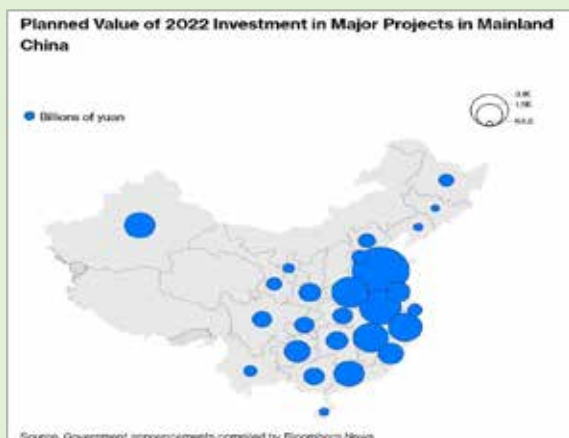 Planned Value of 2022 Investment in Major Projects in Mainland
China
Billions of yuan
Source: Government announcements compiled by Bloomberg News